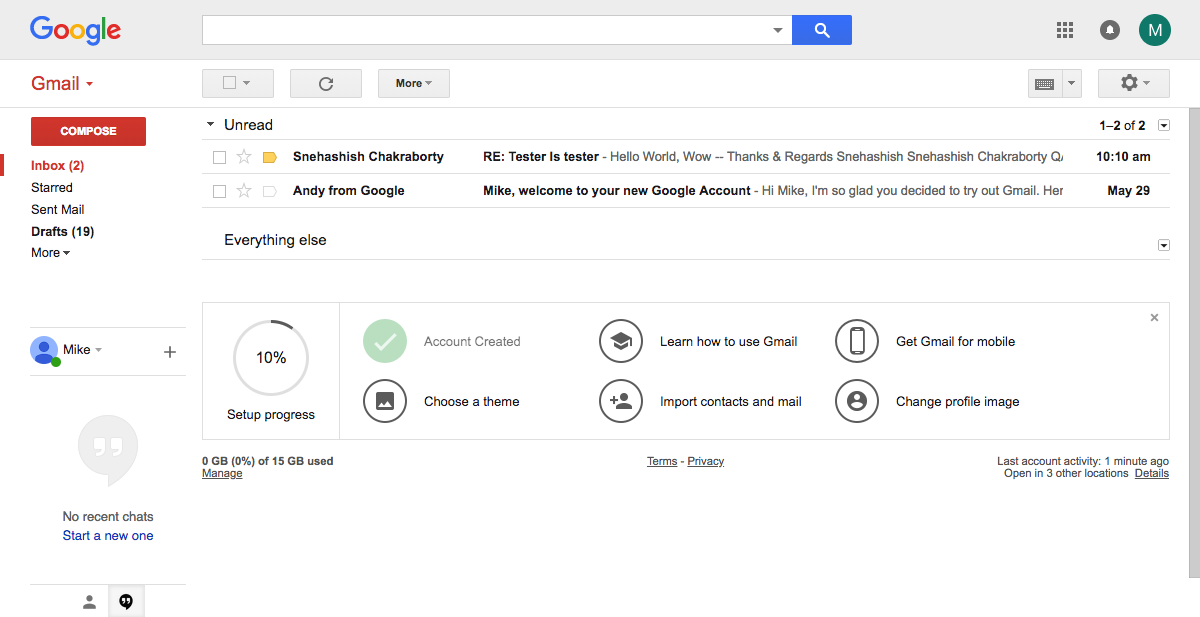 Google
M
Gmail
More
COMPOSE
Inbox (2)
Starred
Sent Mail
Drafts (19)
More
Mike
No recent chats
Start a new one
Unread
1–2 of 2
Snehashish Chakraborty RE: Tester Is tester - Hello World, Wow -- Thanks & Regards Snehashish Snehashish Chakraborty QA 10:10 am
Andy from Google Mike, welcome to your new Google Account - Hi Mike, I'm so glad you decided to try out Gmail. Her May 29
Everything else
10%
Setup progress
Account Created
Learn how to use Gmail
Get Gmail for mobile
Choose a theme
Import contacts and mail
Change profile image
0 GB (0%) of 15 GB used
Manage
Terms - Privacy
Last account activity: 1 minute ago
Open in 3 other locations Details